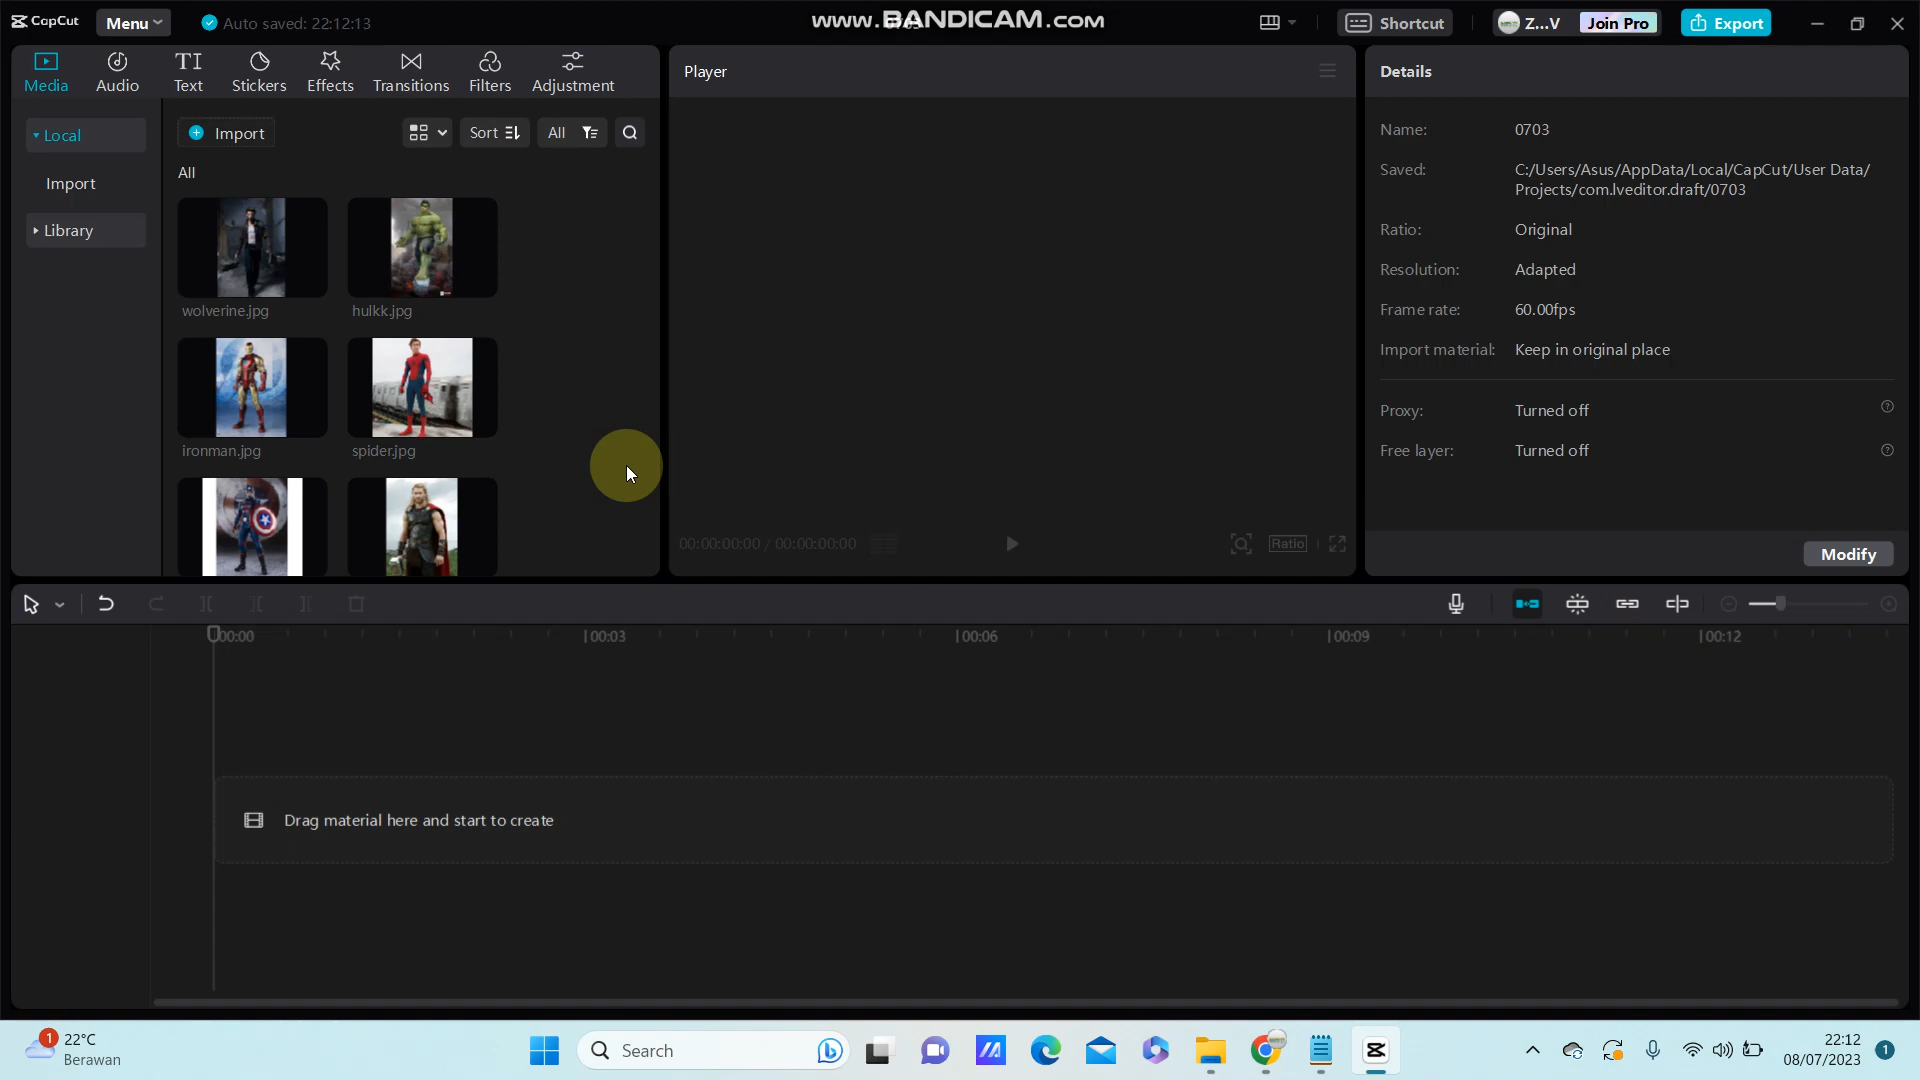 CapCut
Menu
Auto saved: 22:12:13
www.BANDICAM.com
Shortcut
Z...V
Join Pro
Export
Media
Audio
Text
Stickers
Effects
Transitions
Filters
Adjustment
Player
Details
Local
Import
Library
Import
Sort
All
All
wolverine.jpg
hulkk.jpg
ironman.jpg
spider.jpg
00:00:00:00 / 00:00:00:00
Ratio
Name: 0703
Saved: C:/Users/Asus/AppData/Local/CapCut/User Data/
Projects/com.lveditor.draft/0703
Ratio: Original
Resolution: Adapted
Frame rate: 60.00fps
Import material: Keep in original place
Proxy: Turned off
Free layer: Turned off
Modify
00:00
00:03
00:06
00:09
00:12
Drag material here and start to create
1
22°C
Berawan
Search
22:12
08/07/2023
1